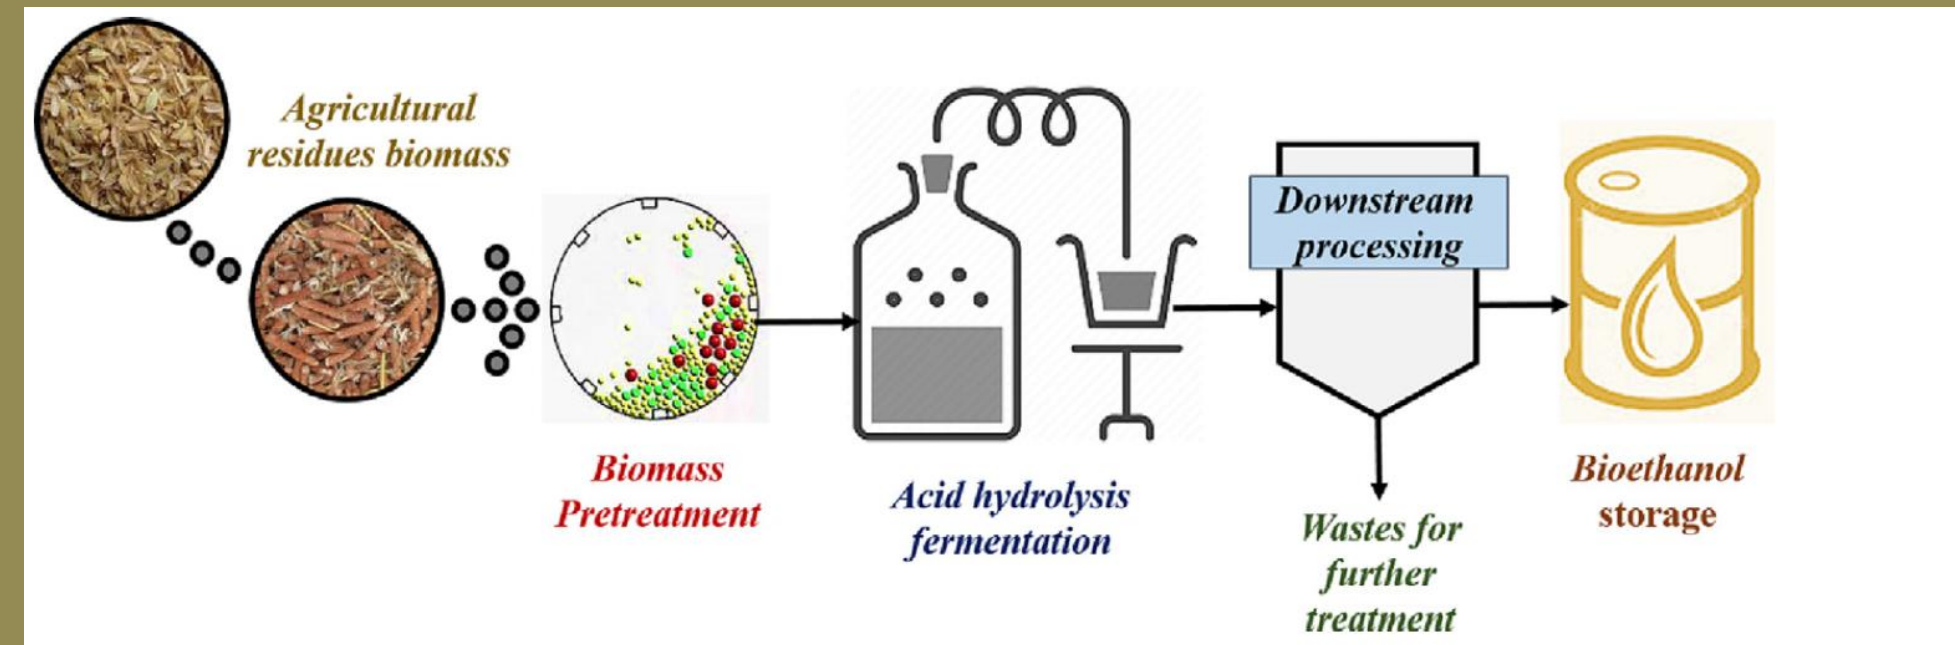 Agricultural
residues biomass
Biomass
Pretreatment
Acid hydrolysis
fermentation
Downstream
processing
Wastes for
further
treatment
Bioethanol
storage